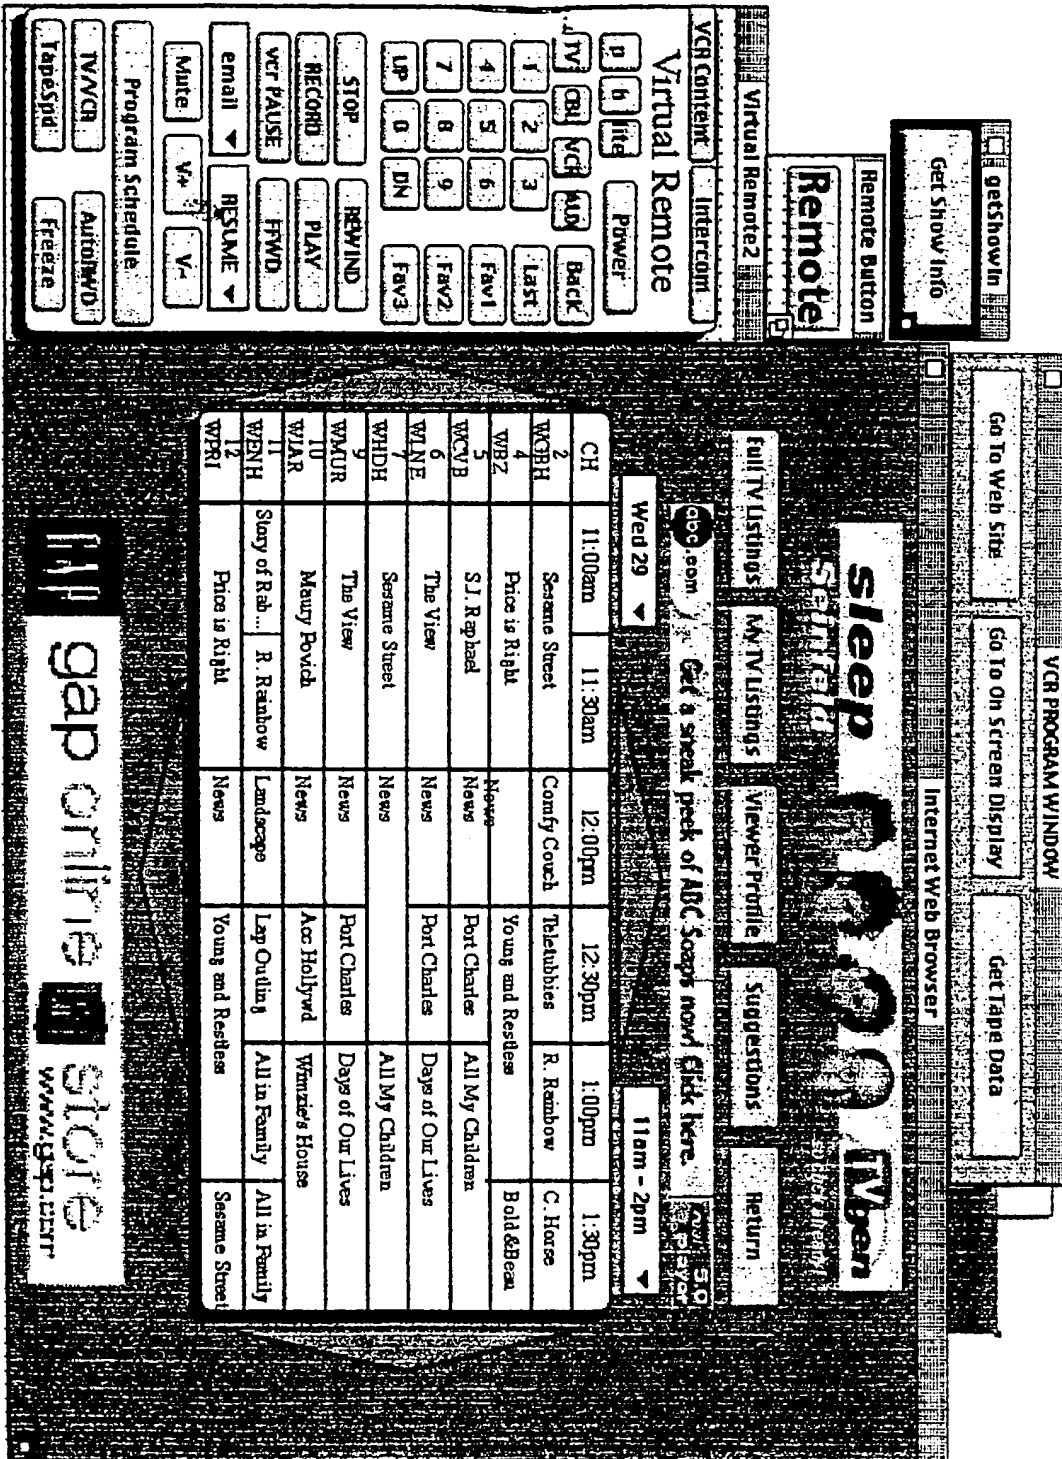 getShowIn
Get Show Info
Remote Button
Remote
Virtual Remote2
VCR Content
Intercom
Virtual Remote
p
h
lite
Power
TV
CBL
VCR
AUX
Back
1
2
3
Last
4
5
6
Fav1
7
8
9
Fav2
UP
0
DN
Fav3
STOP
REWIND
RECORD
PLAY
vcr PAUSE
FFWD
email
RESUME
Mute
V+
V-
Program Schedule
TV/VCR
AutoRWD
TapeSpd
Freeze
VCR PROGRAM WINDOW
Go To Web Site
Go To On Screen Display
Get Tape Data
Internet Web Browser
sleep
seinfeld
TVben
Full TV Listings
My TV Listings
Viewer Profile
Suggestions
Return
abc.com
Get a sneak peek of ABC Soaps now! Click here.
Wed 29
11am - 2pm
CH 11:00am 11:30am 12:00pm 12:30pm 1:00pm 1:30pm
2 WGBH Sesame Street Comfy Couch Teletubbies R. Rambow C. Horse
4 WBZ Price is Right News Young and Restless Bold&Beau
5 WCVB S.J. Raphael News Port Charles All My Children
6 WLNE The View News Port Charles Days of Our Lives
7 WHDH Sesame Street News All My Children
9 WMUR The View News Port Charles Days of Our Lives
10 WJAR Maury Povich News Acc Hollywd Winnzie's House
11 WENH Story of Rab... R. Rainbow Landscape Lap Outling All in Family All in Family
12 WPRI Price is Right News Young and Restless Sesame Street
GAP
gap online store
www.gap.com